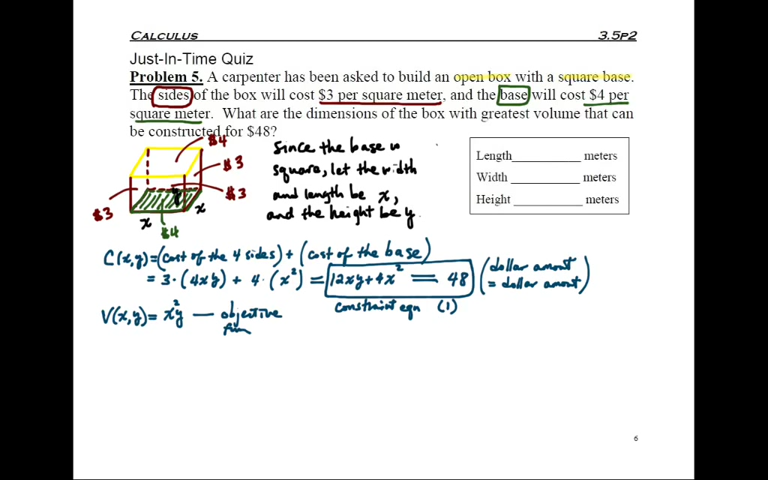 CALCULUS 3.5P2
Just-In-Time Quiz
Problem 5. A carpenter has been asked to build an open box with a square base.
The sides of the box will cost $3 per square meter, and the base will cost $4 per
square meter. What are the dimensions of the box with greatest volume that can
be constructed for $48?
Length__________ meters
Width __________ meters
Height __________ meters
$4
$3
$3
$3
x
x
y
$4
Since the base is
square, let the width
and length be x,
and the height be y.
C(x,y)=(cost of the 4 sides)+(cost of the base)
= 3·(4xy) + 4·(x²) = 12xy+4x² = 48 (dollar amount
= dollar amount)
constraint eqn (1)
V(x,y)= x²y — objective